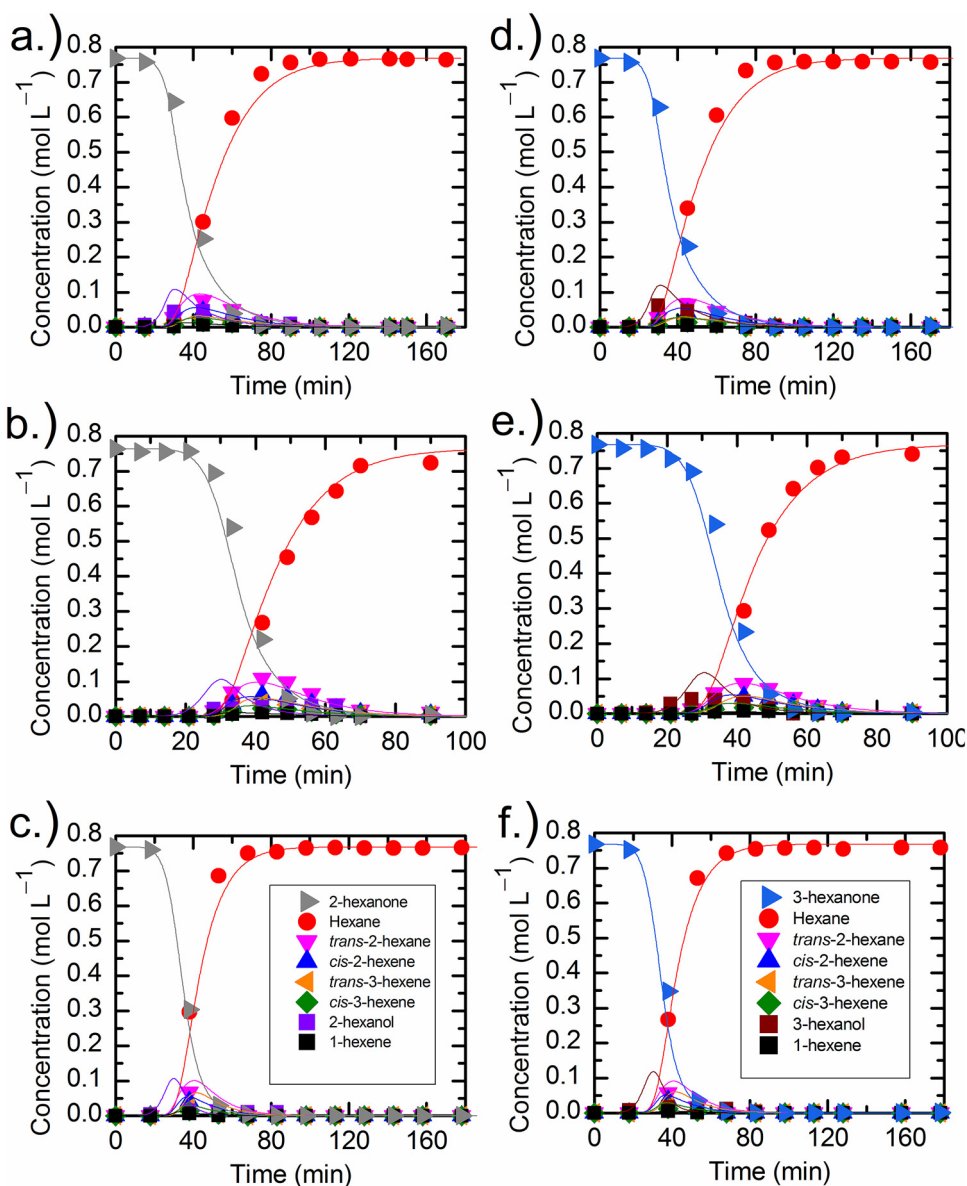 a.)
0.8
0.7
0.6
0.5
0.4
0.3
0.2
0.1
0.0
Concentration (mol L⁻¹)
0 40 80 120 160
Time (min)
d.)
0.8
0.7
0.6
0.5
0.4
0.3
0.2
0.1
0.0
Concentration (mol L⁻¹)
0 40 80 120 160
Time (min)
b.)
0.8
0.7
0.6
0.5
0.4
0.3
0.2
0.1
0.0
Concentration (mol L⁻¹)
0 20 40 60 80 100
Time (min)
e.)
0.8
0.7
0.6
0.5
0.4
0.3
0.2
0.1
0.0
Concentration (mol L⁻¹)
0 20 40 60 80 100
Time (min)
c.)
0.8
0.7
0.6
0.5
0.4
0.3
0.2
0.1
0.0
Concentration (mol L⁻¹)
2-hexanone
Hexane
trans-2-hexane
cis-2-hexene
trans-3-hexene
cis-3-hexene
2-hexanol
1-hexene
0 40 80 120 160
Time (min)
f.)
0.8
0.7
0.6
0.5
0.4
0.3
0.2
0.1
0.0
Concentration (mol L⁻¹)
3-hexanone
Hexane
trans-2-hexane
cis-2-hexene
trans-3-hexene
cis-3-hexene
3-hexanol
1-hexene
0 40 80 120 160
Time (min)